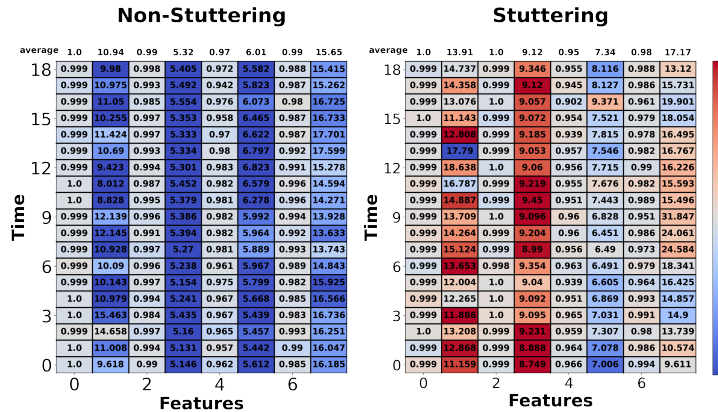 Non-Stuttering
average 1.0 10.94 0.99 5.32 0.97 6.01 0.99 15.65
18 0.999 9.98 0.998 5.405 0.972 5.582 0.988 15.415
0.999 10.975 0.993 5.492 0.942 5.823 0.987 15.262
0.999 11.05 0.985 5.554 0.976 6.073 0.98 16.725
15 0.999 10.255 0.997 5.353 0.958 6.465 0.987 16.733
0.999 11.424 0.997 5.333 0.97 6.622 0.987 17.701
0.999 10.69 0.993 5.334 0.98 6.797 0.992 17.599
12 0.999 9.423 0.994 5.301 0.983 6.823 0.991 15.278
1.0 8.012 0.987 5.452 0.982 6.579 0.996 14.594
1.0 8.828 0.995 5.379 0.981 6.278 0.996 14.271
9 0.999 12.139 0.996 5.386 0.982 5.992 0.994 13.928
0.999 12.145 0.991 5.394 0.982 5.964 0.992 13.633
0.999 10.928 0.997 5.27 0.981 5.889 0.993 13.743
6 0.999 10.09 0.996 5.238 0.961 5.967 0.989 14.843
0.999 10.143 0.995 5.154 0.975 5.799 0.982 15.925
1.0 10.979 0.994 5.241 0.967 5.668 0.985 16.566
3 1.0 15.463 0.984 5.435 0.967 5.439 0.983 16.736
0.999 14.658 0.997 5.16 0.965 5.457 0.993 16.251
1.0 11.008 0.994 5.131 0.957 5.442 0.99 16.047
0 1.0 9.618 0.99 5.146 0.962 5.612 0.985 16.185
0 2 4 6
Time
Features
Stuttering
average 1.0 13.91 1.0 9.12 0.95 7.34 0.98 17.17
18 0.999 14.737 0.999 9.346 0.955 8.116 0.988 13.12
0.999 14.358 0.999 9.12 0.945 8.127 0.986 15.731
0.999 13.076 1.0 9.057 0.902 9.371 0.961 19.901
15 1.0 11.143 0.999 9.072 0.954 7.521 0.979 18.054
0.999 12.808 0.999 9.185 0.939 7.815 0.978 16.495
0.999 17.79 0.999 9.053 0.957 7.546 0.982 16.767
12 0.999 18.638 1.0 9.06 0.956 7.715 0.99 16.226
1.0 16.787 0.999 9.219 0.955 7.676 0.982 15.593
1.0 14.887 0.999 9.45 0.951 7.443 0.989 15.496
9 0.999 13.709 1.0 9.096 0.96 6.828 0.951 31.847
0.999 14.264 0.999 9.204 0.96 6.451 0.986 24.061
0.999 15.124 0.999 8.99 0.956 6.49 0.973 24.584
6 0.999 13.653 0.998 9.354 0.963 6.491 0.979 18.341
0.999 12.004 1.0 9.04 0.939 6.605 0.964 16.425
0.999 12.265 1.0 9.092 0.951 6.869 0.993 14.857
3 0.999 11.886 1.0 9.095 0.965 7.031 0.991 14.9
1.0 13.208 0.999 9.231 0.959 7.307 0.98 13.739
1.0 12.868 0.999 8.888 0.964 7.078 0.986 10.574
0 0.999 11.159 0.999 8.749 0.965 7.006 0.994 9.611
0 2 4 6
Time
Features